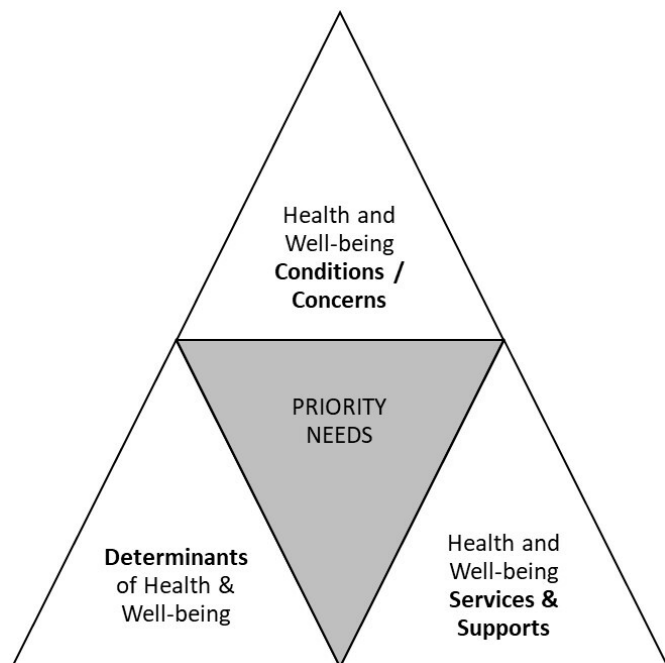 Health and
Well-being
Conditions /
Concerns
PRIORITY
NEEDS
Determinants
of Health &
Well-being
Health and
Well-being
Services &
Supports